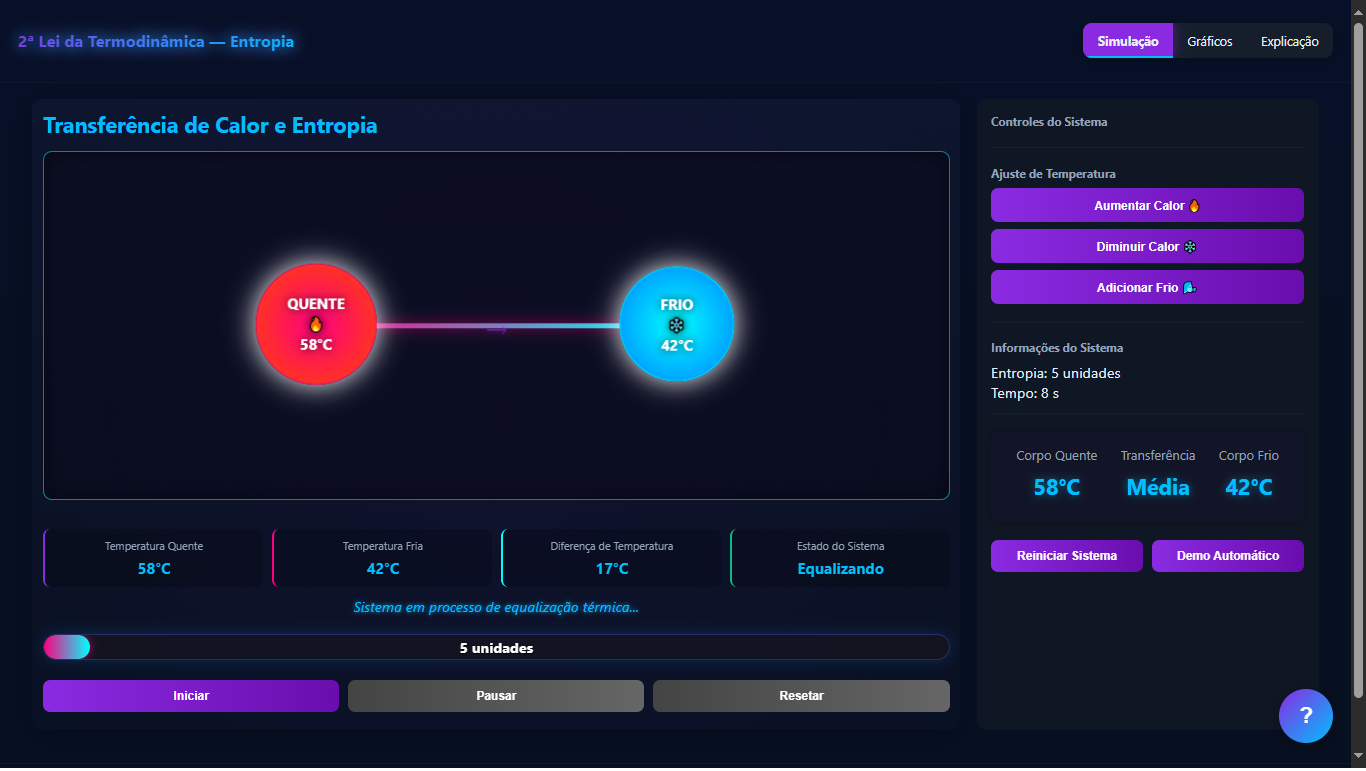 2ª Lei da Termodinâmica — Entropia
Simulação
Gráficos
Explicação
Transferência de Calor e Entropia
QUENTE
58°C
→
FRIO
42°C
Temperatura Quente
58°C
Temperatura Fria
42°C
Diferença de Temperatura
17°C
Estado do Sistema
Equalizando
Sistema em processo de equalização térmica...
5 unidades
Iniciar
Pausar
Resetar
Controles do Sistema
Ajuste de Temperatura
Aumentar Calor 🔥
Diminuir Calor ❄
Adicionar Frio 🌬
Informações do Sistema
Entropia: 5 unidades
Tempo: 8 s
Corpo Quente
58°C
Transferência
Média
Corpo Frio
42°C
Reiniciar Sistema
Demo Automático
?